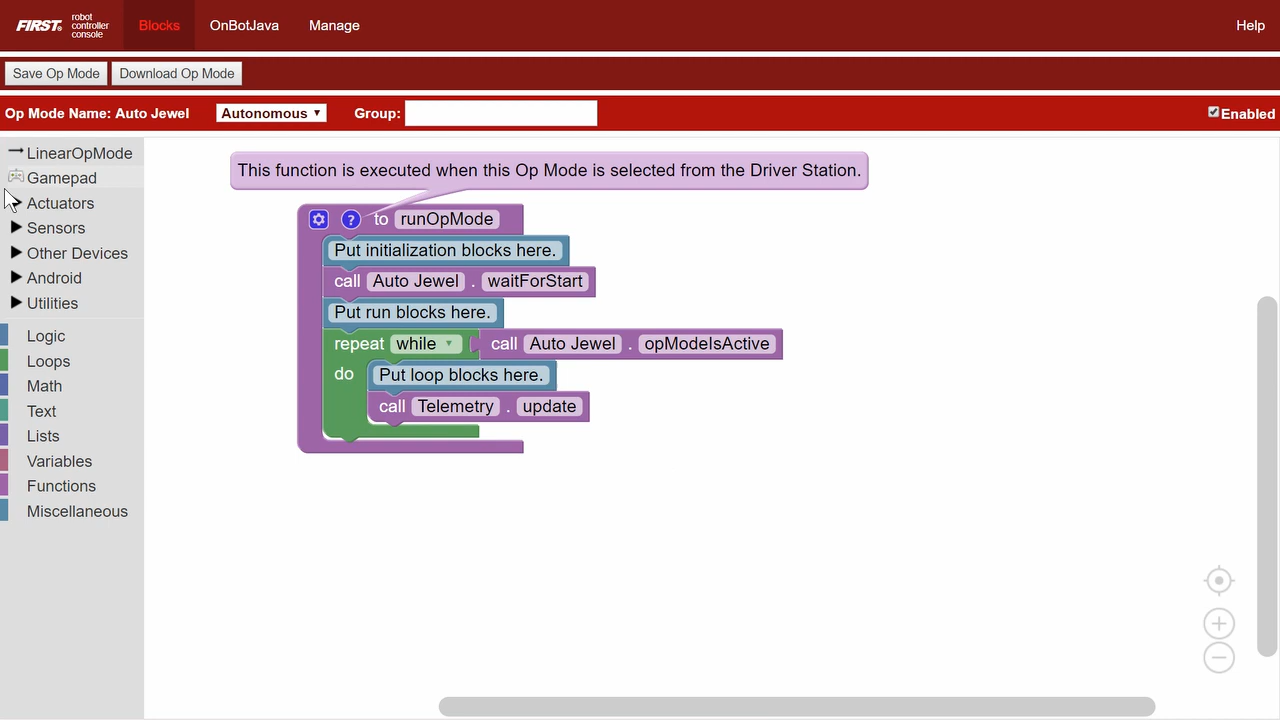 FIRST® robot controller console Blocks OnBotJava Manage Help
Save Op Mode Download Op Mode
Op Mode Name: Auto Jewel Autonomous ▼ Group: Enabled
LinearOpMode
Gamepad
Actuators
Sensors
Other Devices
Android
Utilities
Logic
Loops
Math
Text
Lists
Variables
Functions
Miscellaneous
This function is executed when this Op Mode is selected from the Driver Station.
? to runOpMode
Put initialization blocks here.
call Auto Jewel . waitForStart
Put run blocks here.
repeat while ▼ call Auto Jewel . opModeIsActive
do Put loop blocks here.
call Telemetry . update